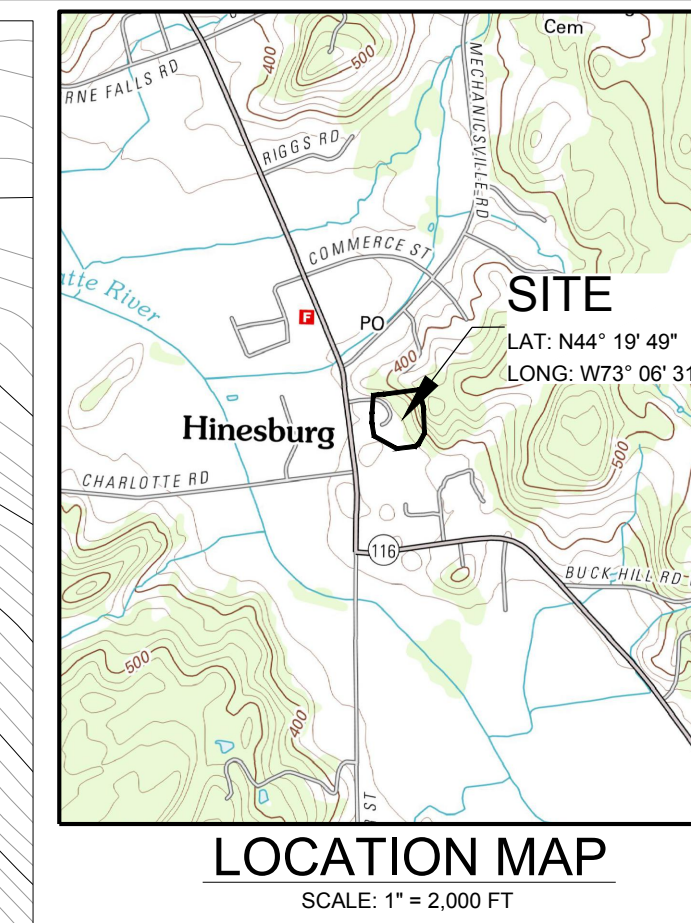 Cem
400
500
RNE FALLS RD
MECHANICSVILLE RD
RIGGS RD
COMMERCE ST
SITE
LAT: N44° 19' 49"
LONG: W73° 06' 31
tte River
F
PO
400
Hinesburg
500
CHARLOTTE RD
116
BUCK HILL RD
500
400
ST
LOCATION MAP
SCALE: 1" = 2,000 FT